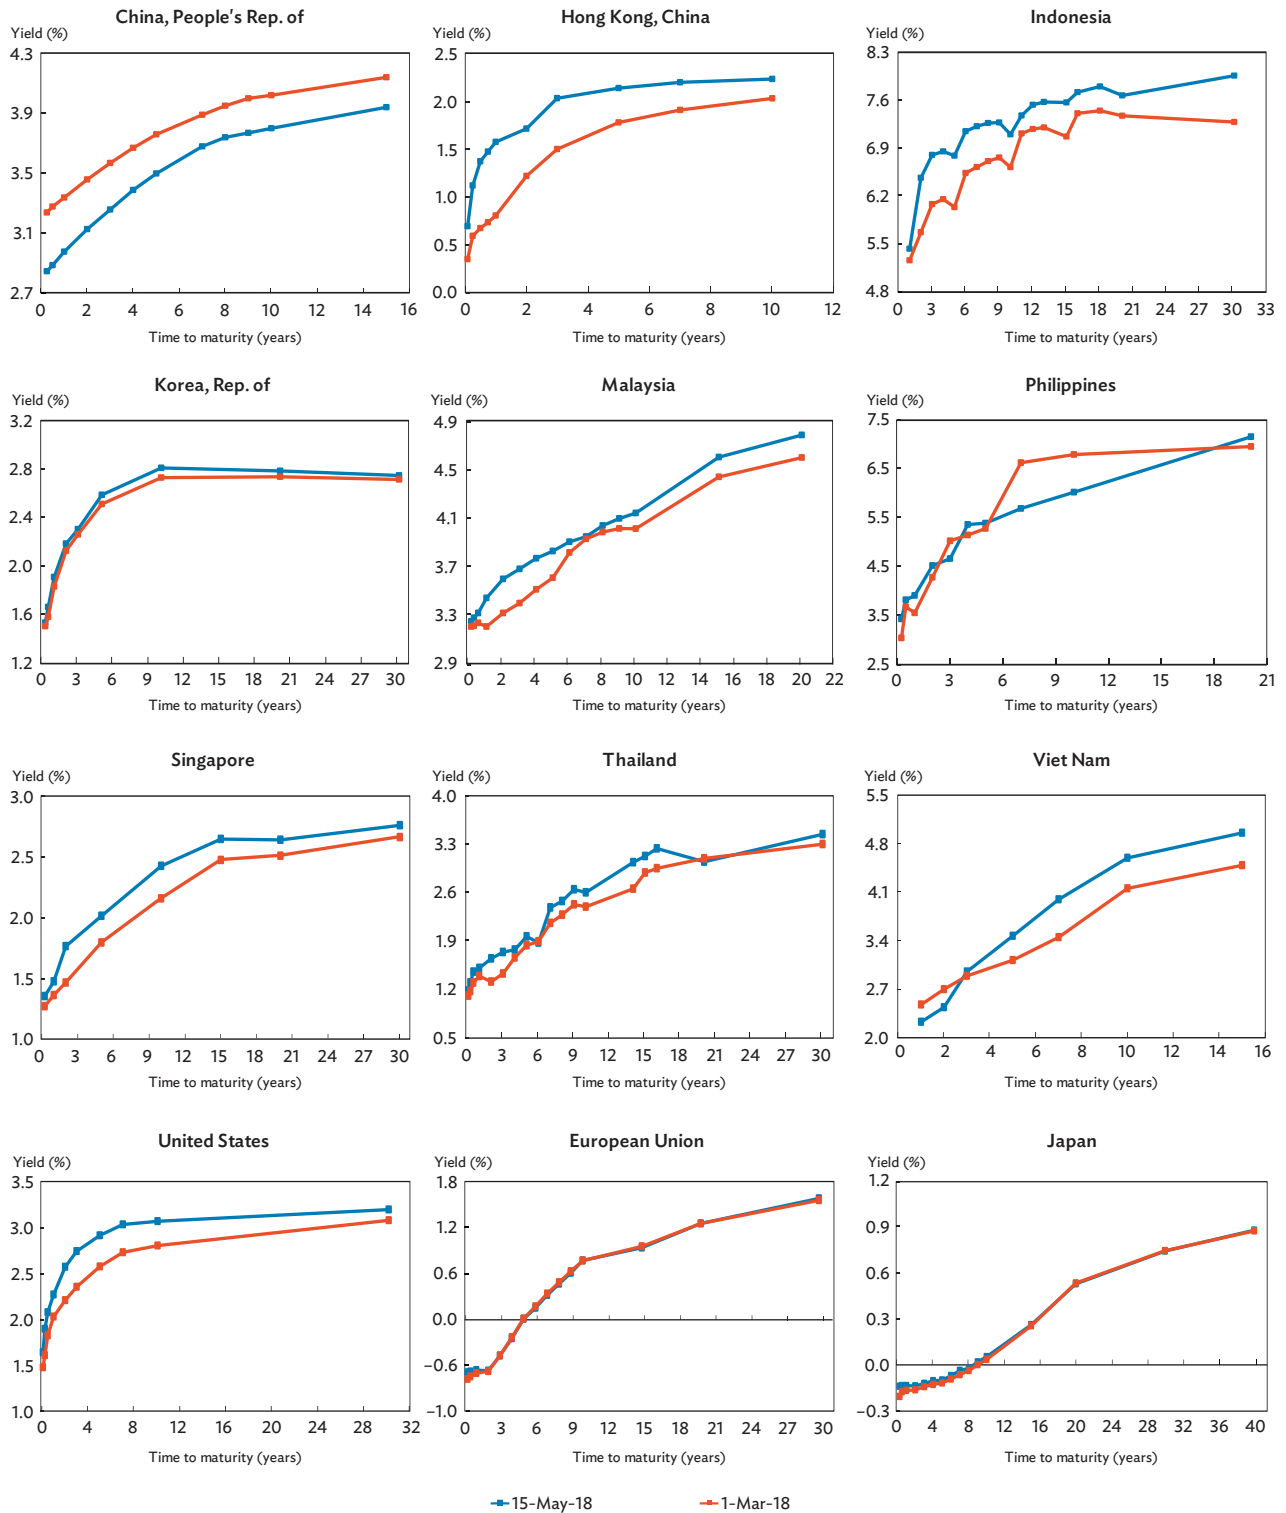 China, People's Rep. of
Yield (%)
4.3
3.9
3.5
3.1
2.7
0 2 4 6 8 10 12 14 16
Time to maturity (years)
Hong Kong, China
Yield (%)
2.5
2.0
1.5
1.0
0.5
0.0
0 2 4 6 8 10 12
Time to maturity (years)
Indonesia
Yield (%)
8.3
7.6
6.9
6.2
5.5
4.8
0 3 6 9 12 15 18 21 24 27 30 33
Time to maturity (years)
Korea, Rep. of
Yield (%)
3.2
2.8
2.4
2.0
1.6
1.2
0 3 6 9 12 15 18 21 24 27 30
Time to maturity (years)
Malaysia
Yield (%)
4.9
4.5
4.1
3.7
3.3
2.9
0 2 4 6 8 10 12 14 16 18 20 22
Time to maturity (years)
Philippines
Yield (%)
7.5
6.5
5.5
4.5
3.5
2.5
0 3 6 9 12 15 18 21
Time to maturity (years)
Singapore
Yield (%)
3.0
2.5
2.0
1.5
1.0
0 3 6 9 12 15 18 21 24 27 30
Time to maturity (years)
Thailand
Yield (%)
4.0
3.3
2.6
1.9
1.2
0.5
0 3 6 9 12 15 18 21 24 27 30
Time to maturity (years)
Viet Nam
Yield (%)
5.5
4.8
4.1
3.4
2.7
2.0
0 2 4 6 8 10 12 14 16
Time to maturity (years)
United States
Yield (%)
3.5
3.0
2.5
2.0
1.5
1.0
0 4 8 12 16 20 24 28 32
Time to maturity (years)
European Union
Yield (%)
1.8
1.2
0.6
0.0
–0.6
–1.0
0 3 6 9 12 15 18 21 24 27 30
Time to maturity (years)
Japan
Yield (%)
1.2
0.9
0.6
0.3
0.0
–0.3
0 4 8 12 16 20 24 28 32 36 40
Time to maturity (years)
15-May-18 1-Mar-18